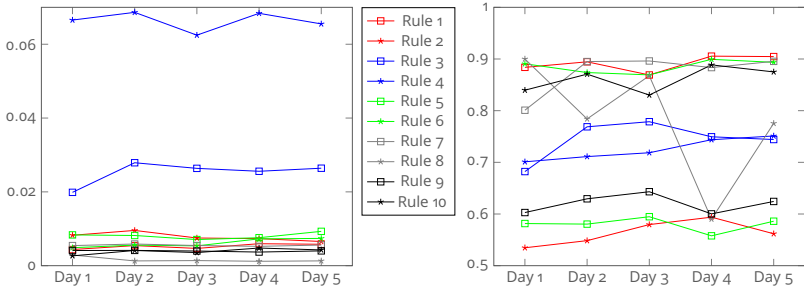 0.06
0.04
0.02
0
Day 1 Day 2 Day 3 Day 4 Day 5
Rule 1
Rule 2
Rule 3
Rule 4
Rule 5
Rule 6
Rule 7
Rule 8
Rule 9
Rule 10
1
0.9
0.8
0.7
0.6
0.5
Day 1 Day 2 Day 3 Day 4 Day 5